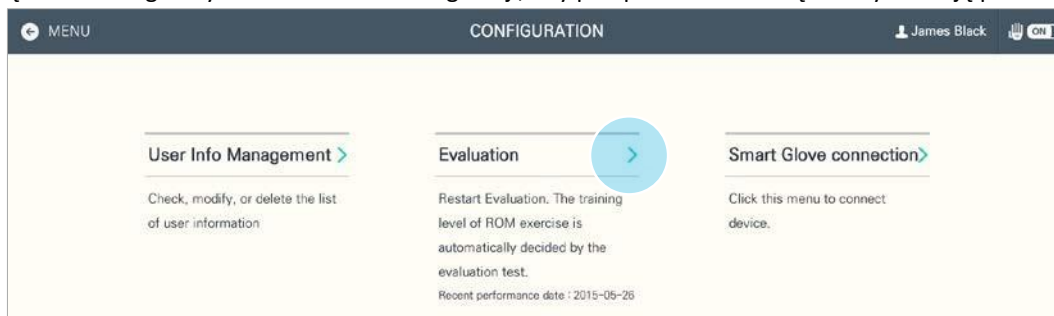 MENU
CONFIGURATION
James Black
ON
User Info Management
Evaluation
Smart Glove connection
Check, modify, or delete the list
of user information
Restart Evaluation. The training
level of ROM exercise is
automatically decided by the
evaluation test.
Recent performance date : 2015-05-26
Click this menu to connect
device.